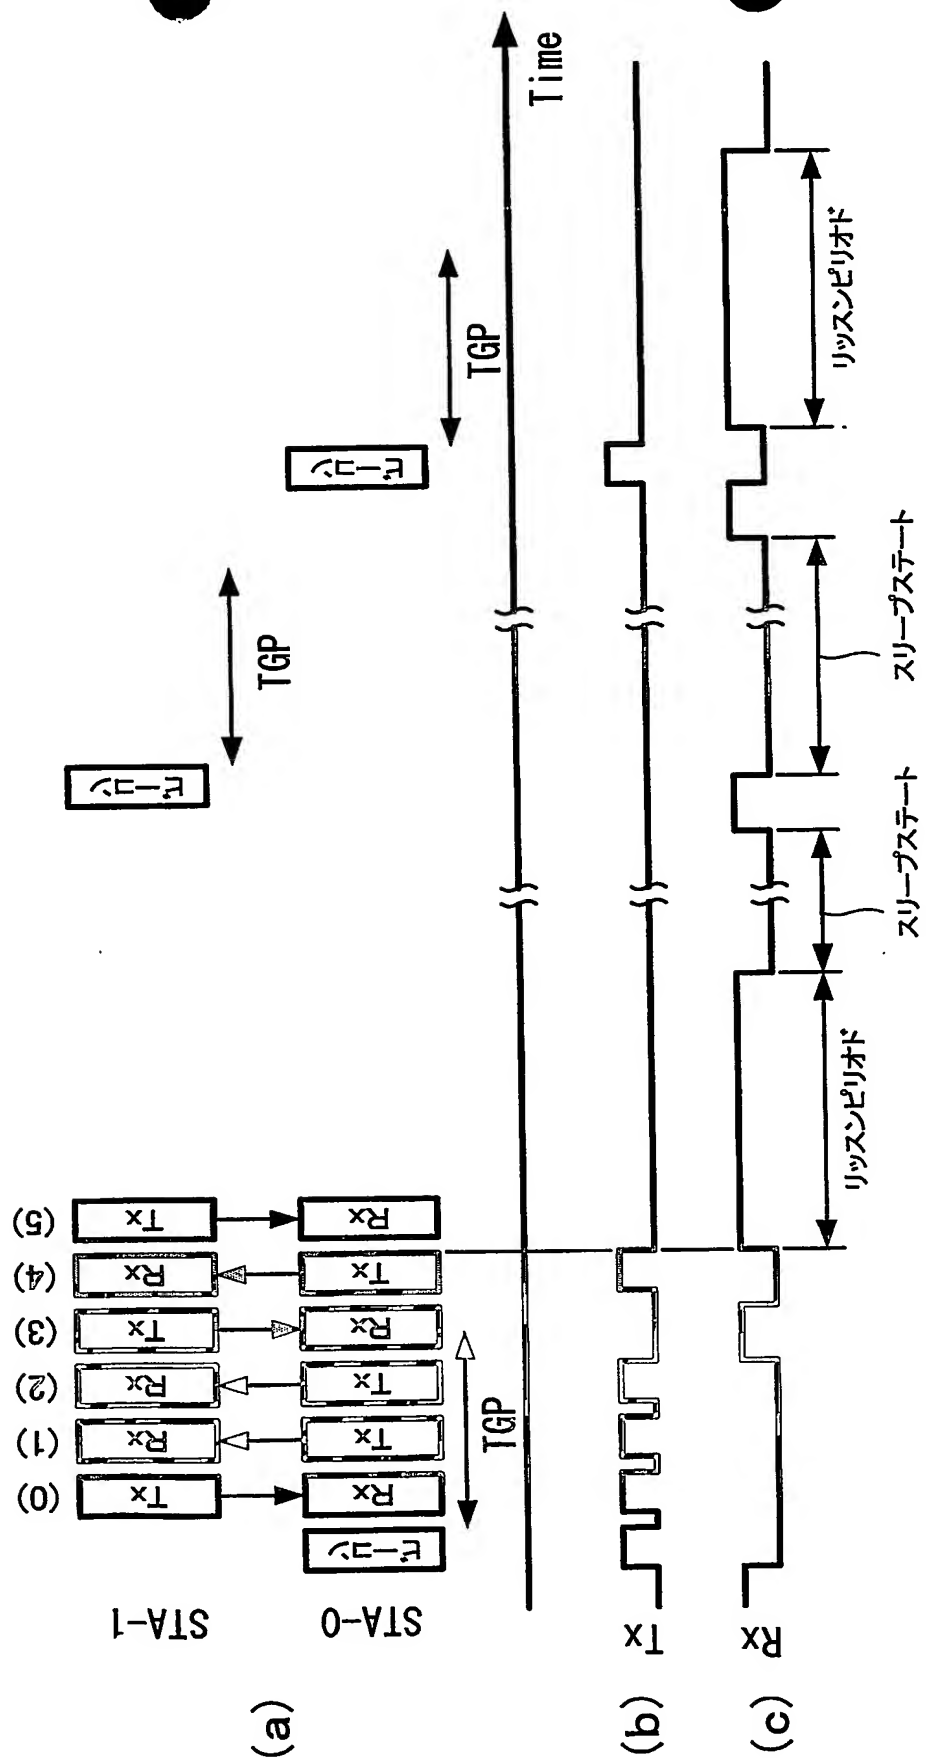 (0) (1) (2) (3) (4) (5)
STA-1 Tx Rx Rx Tx Rx Tx ビーコン
(a)
TGP
STA-0 ビーコン Rx Tx Tx Rx Tx Rx ビーコン
TGP TGP
Time
(b) Tx
(c) Rx
リッスンピリオド リッスンピリオド
スリープステート スリープステート